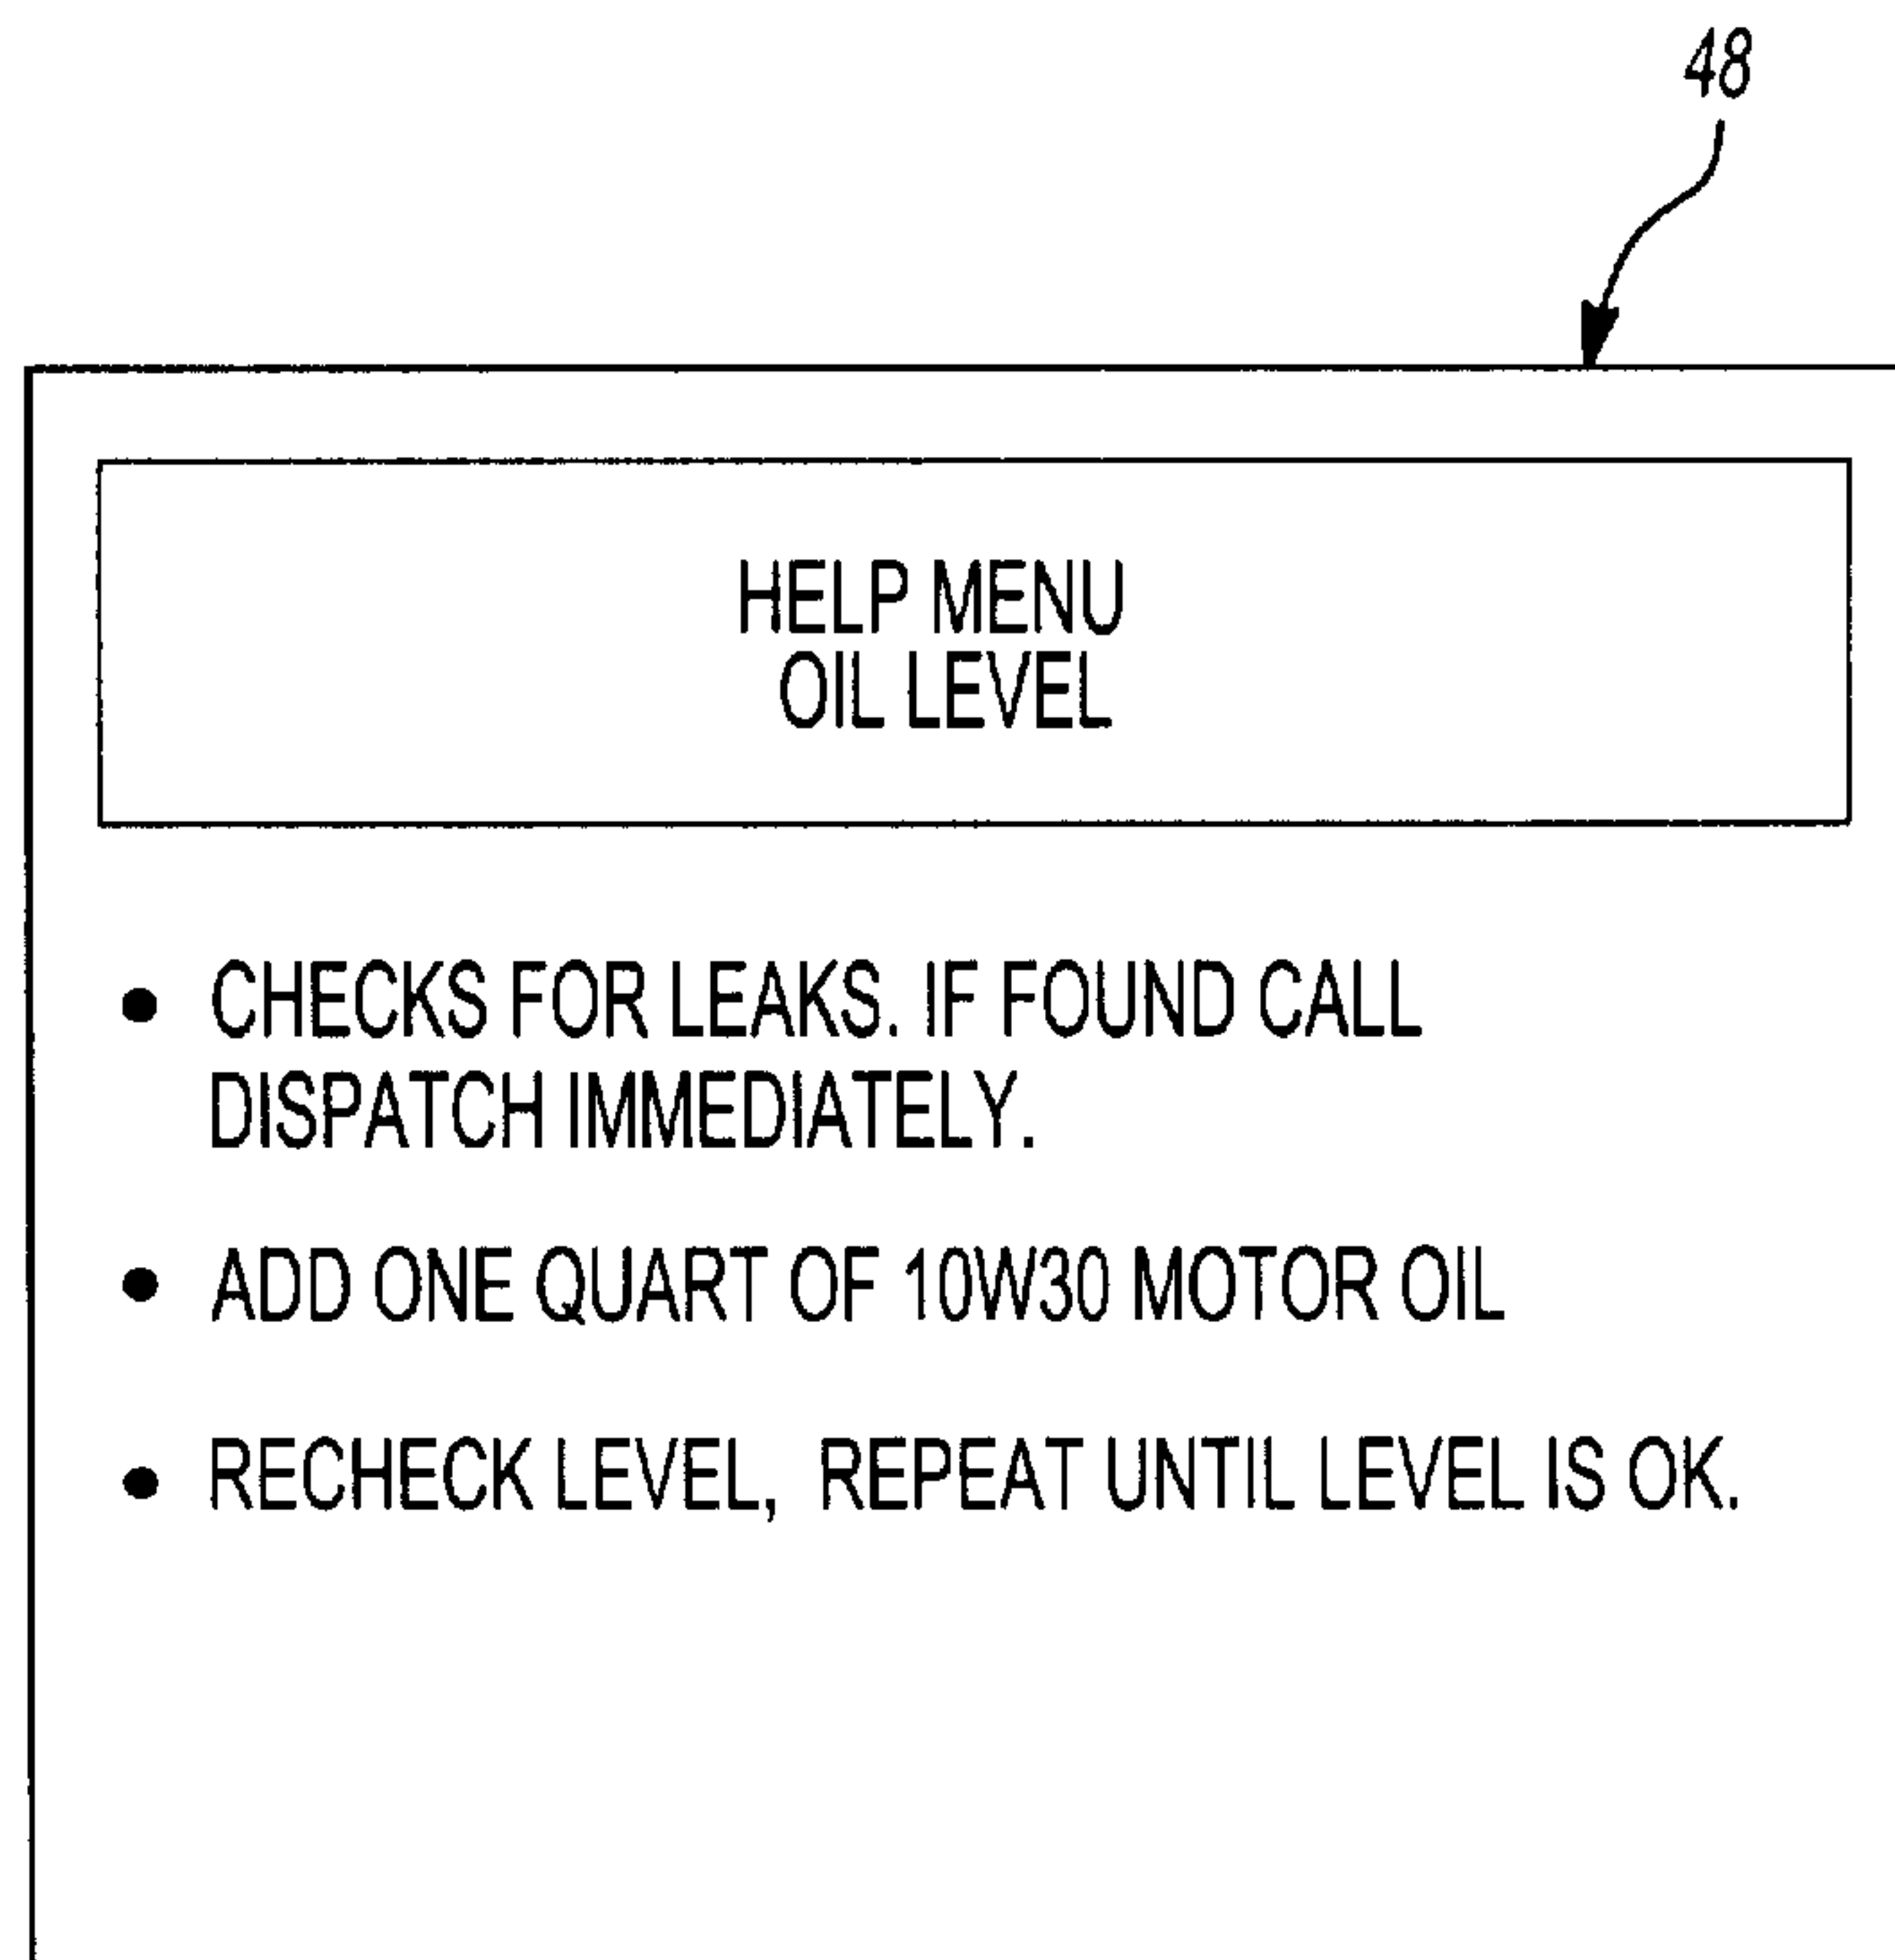 48
HELP MENU
OIL LEVEL
● CHECKS FOR LEAKS. IF FOUND CALL
DISPATCH IMMEDIATELY.
● ADD ONE QUART OF 10W30 MOTOR OIL
● RECHECK LEVEL, REPEAT UNTIL LEVEL IS OK.